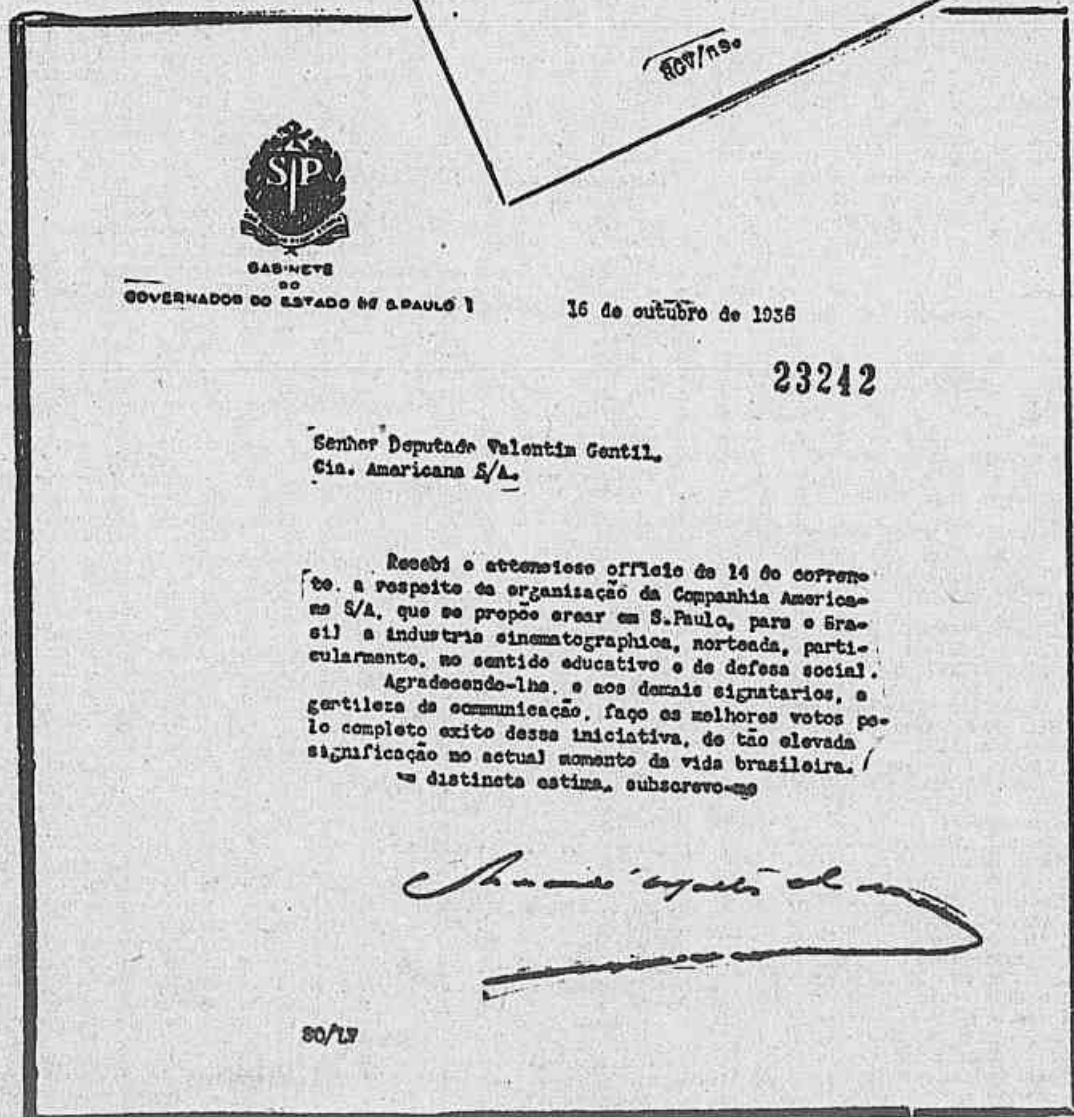 SP
GABINETE
DO
GOVERNADOR DO ESTADO DE S.PAULO
16 de outubro de 1936
23242
Senhor Deputado Valentim Gentil,
Cia. Americana S/A.
Recebi o attencioso officio de 14 do corren-
te, a respeito da organisação da Companhia America-
na S/A, que se propõe crear em S.Paulo, para o Bra-
sil a industria cinematographica, norteada, parti-
cularmente, no sentido educativo e de defesa social.
Agradecendo-lhe, e aos demais signatarios, a
gentileza da communicação, faço os melhores votos pe-
lo completo exito dessa iniciativa, de tão elevada
significação no actual momento da vida brasileira.
distincta estima, subscrevo-me
SO/LF